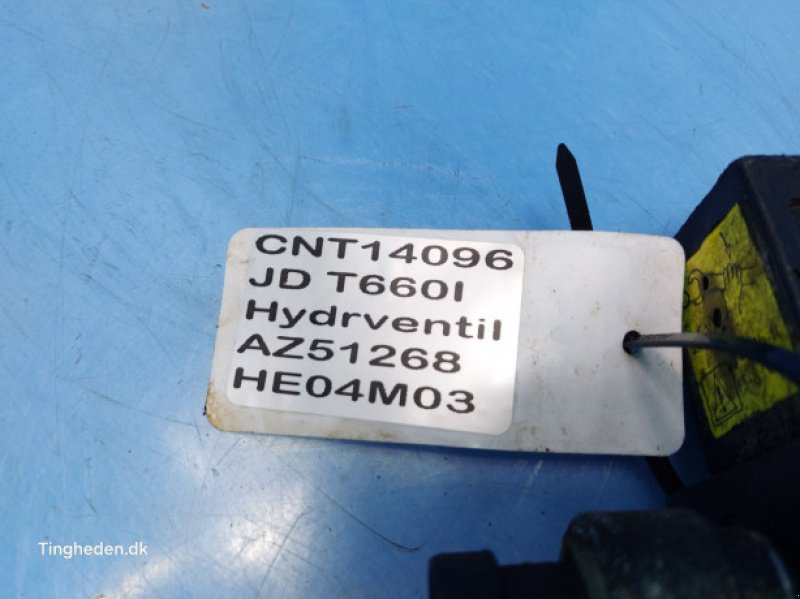 CNT14096
JD T660I
Hydrventil
AZ51268
HE04M03
Tingheden.dk